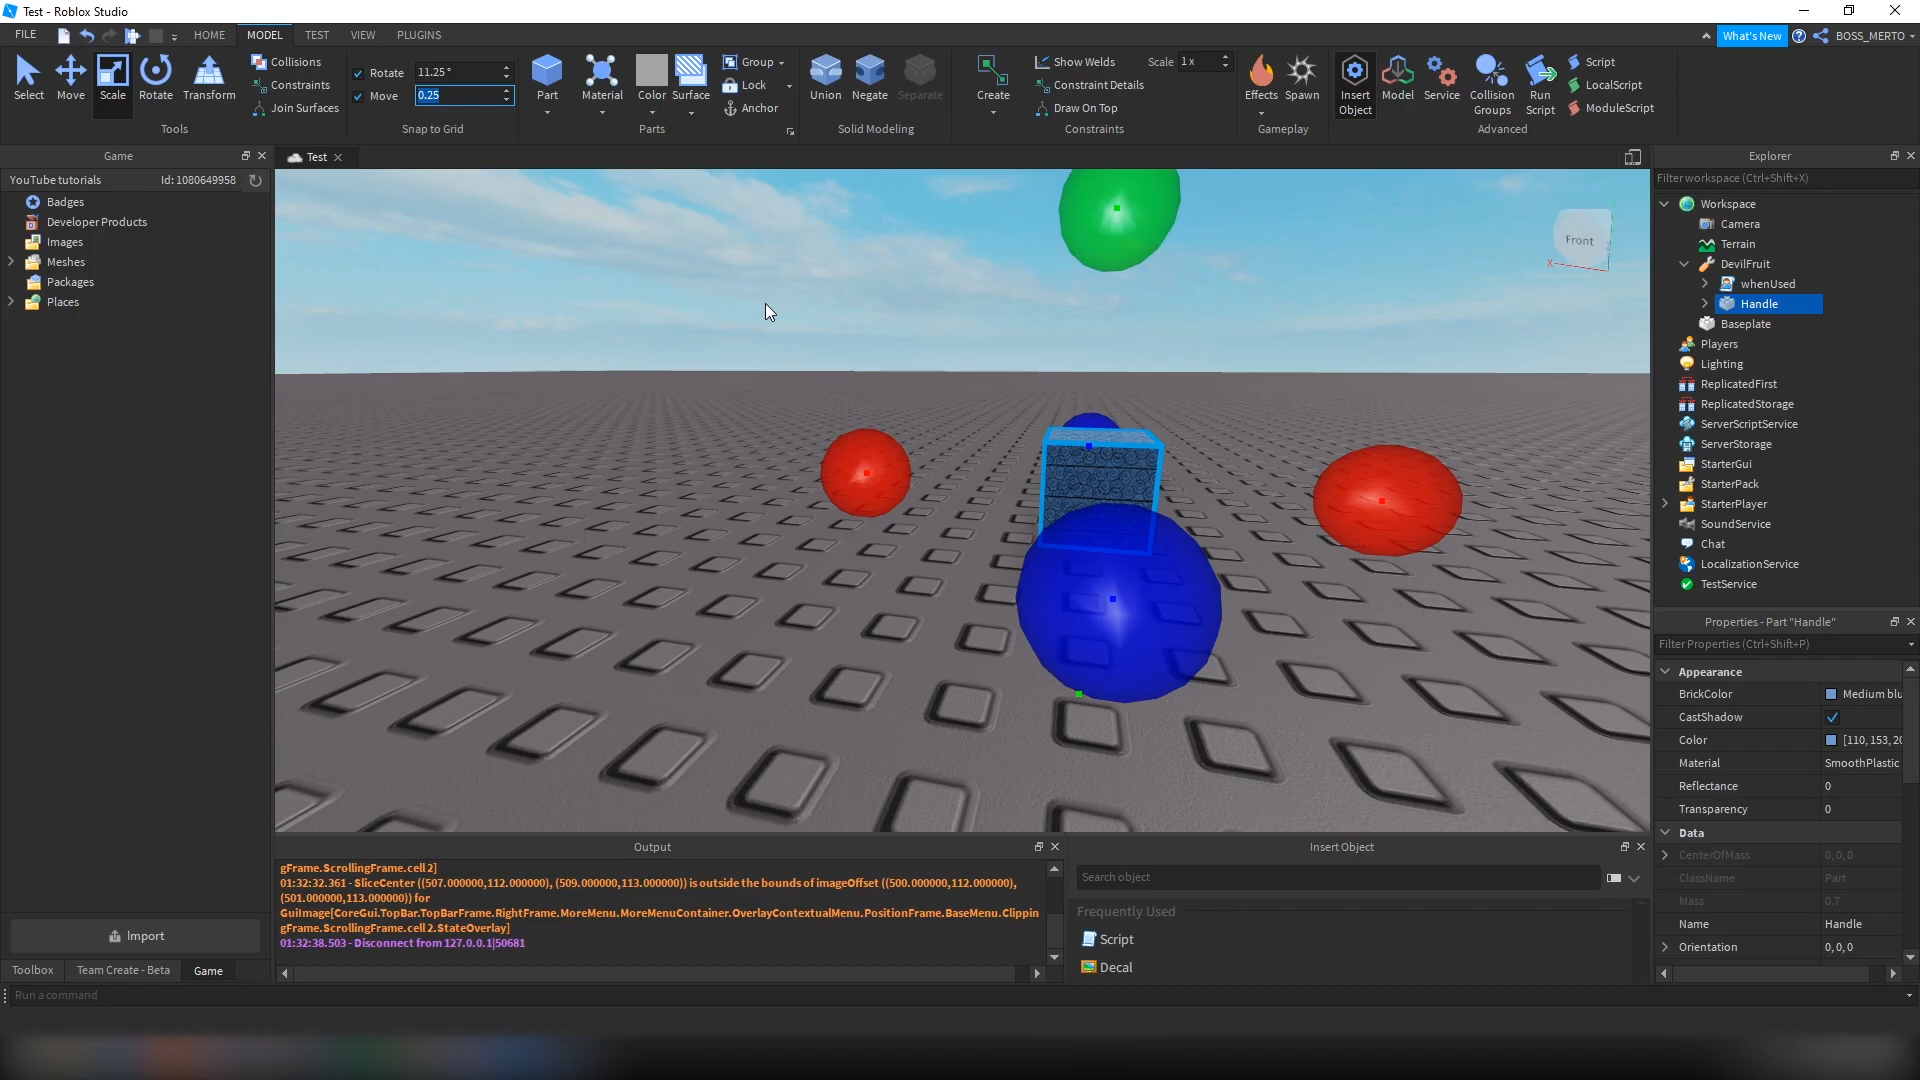 Test - Roblox Studio
FILE
HOME
MODEL
TEST
VIEW
PLUGINS
What's New
BOSS_MERTO
Select
Move
Scale
Rotate
Transform
Collisions
Constraints
Join Surfaces
Tools
Rotate
11.25 °
Move
0.25
Snap to Grid
Part
Material
Color
Surface
Group
Lock
Anchor
Parts
Union
Negate
Separate
Solid Modeling
Create
Show Welds
Scale
1 x
Constraint Details
Draw On Top
Constraints
Effects
Spawn
Gameplay
Insert
Object
Model
Service
Collision
Groups
Run
Script
Script
LocalScript
ModuleScript
Advanced
Game
YouTube tutorials
Id: 1080649958
Badges
Developer Products
Images
Meshes
Packages
Places
Import
Toolbox
Team Create - Beta
Game
Test
Front
X
Z
Output
gFrame.ScrollingFrame.cell 2]
01:32:32.361 - SliceCenter ((507.000000,112.000000), (509.000000,113.000000)) is outside the bounds of imageOffset ((500.000000,112.000000),
(501.000000,113.000000)) for
GuiImage[CoreGui.TopBar.TopBarFrame.RightFrame.MoreMenu.MoreMenuContainer.OverlayContextualMenu.PositionFrame.BaseMenu.Clippin
gFrame.ScrollingFrame.cell 2.StateOverlay]
01:32:38.503 - Disconnect from 127.0.0.1|50681
Insert Object
Search object
Frequently Used
Script
Decal
Explorer
Filter workspace (Ctrl+Shift+X)
Workspace
Camera
Terrain
DevilFruit
whenUsed
Handle
Baseplate
Players
Lighting
ReplicatedFirst
ReplicatedStorage
ServerScriptService
ServerStorage
StarterGui
StarterPack
StarterPlayer
SoundService
Chat
LocalizationService
TestService
Properties - Part "Handle"
Filter Properties (Ctrl+Shift+P)
Appearance
BrickColor
Medium blu
CastShadow
Color
[110, 153, 20
Material
SmoothPlastic
Reflectance
0
Transparency
0
Data
CenterOfMass
0, 0, 0
ClassName
Part
Mass
0.7
Name
Handle
Orientation
0, 0, 0
Run a command